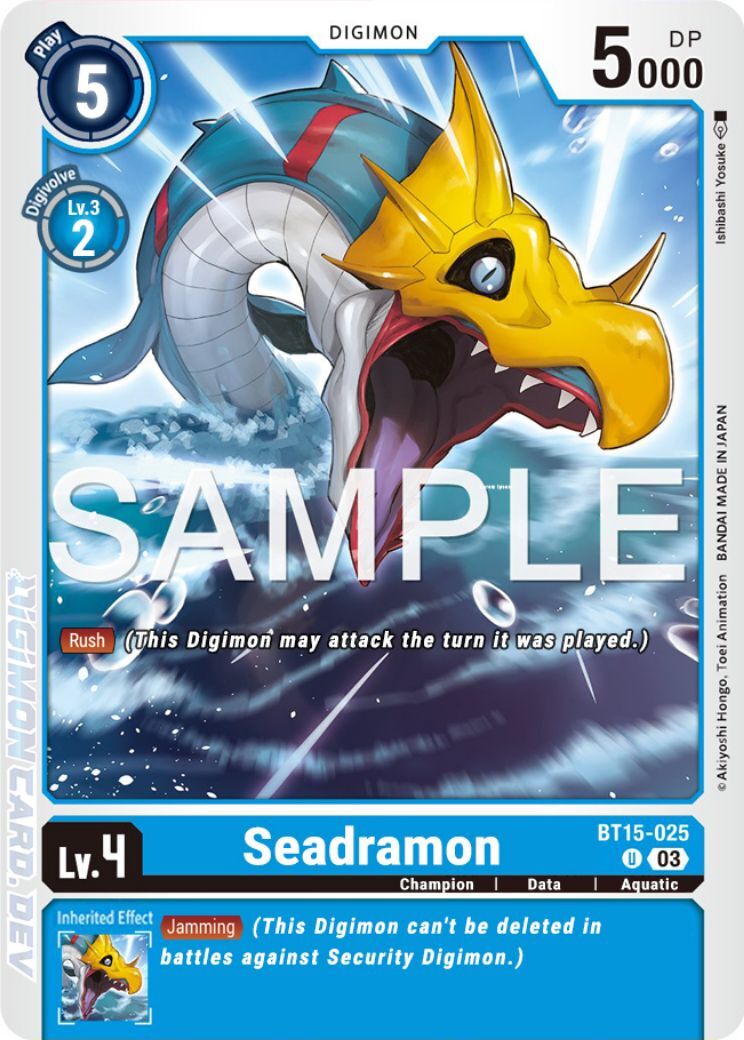 Play
5
DIGIMON
DP
5000
Digivolve
Lv.3
2
Ishibashi Yosuke
SAMPLE
Rush (This Digimon may attack the turn it was played.)
© Akiyoshi Hongo, Toei Animation BANDAI MADE IN JAPAN
DIGIMONCARD.DEV
Lv.4
Seadramon
BT15-025
U 03
Champion | Data | Aquatic
Inherited Effect
Jamming (This Digimon can't be deleted in
battles against Security Digimon.)